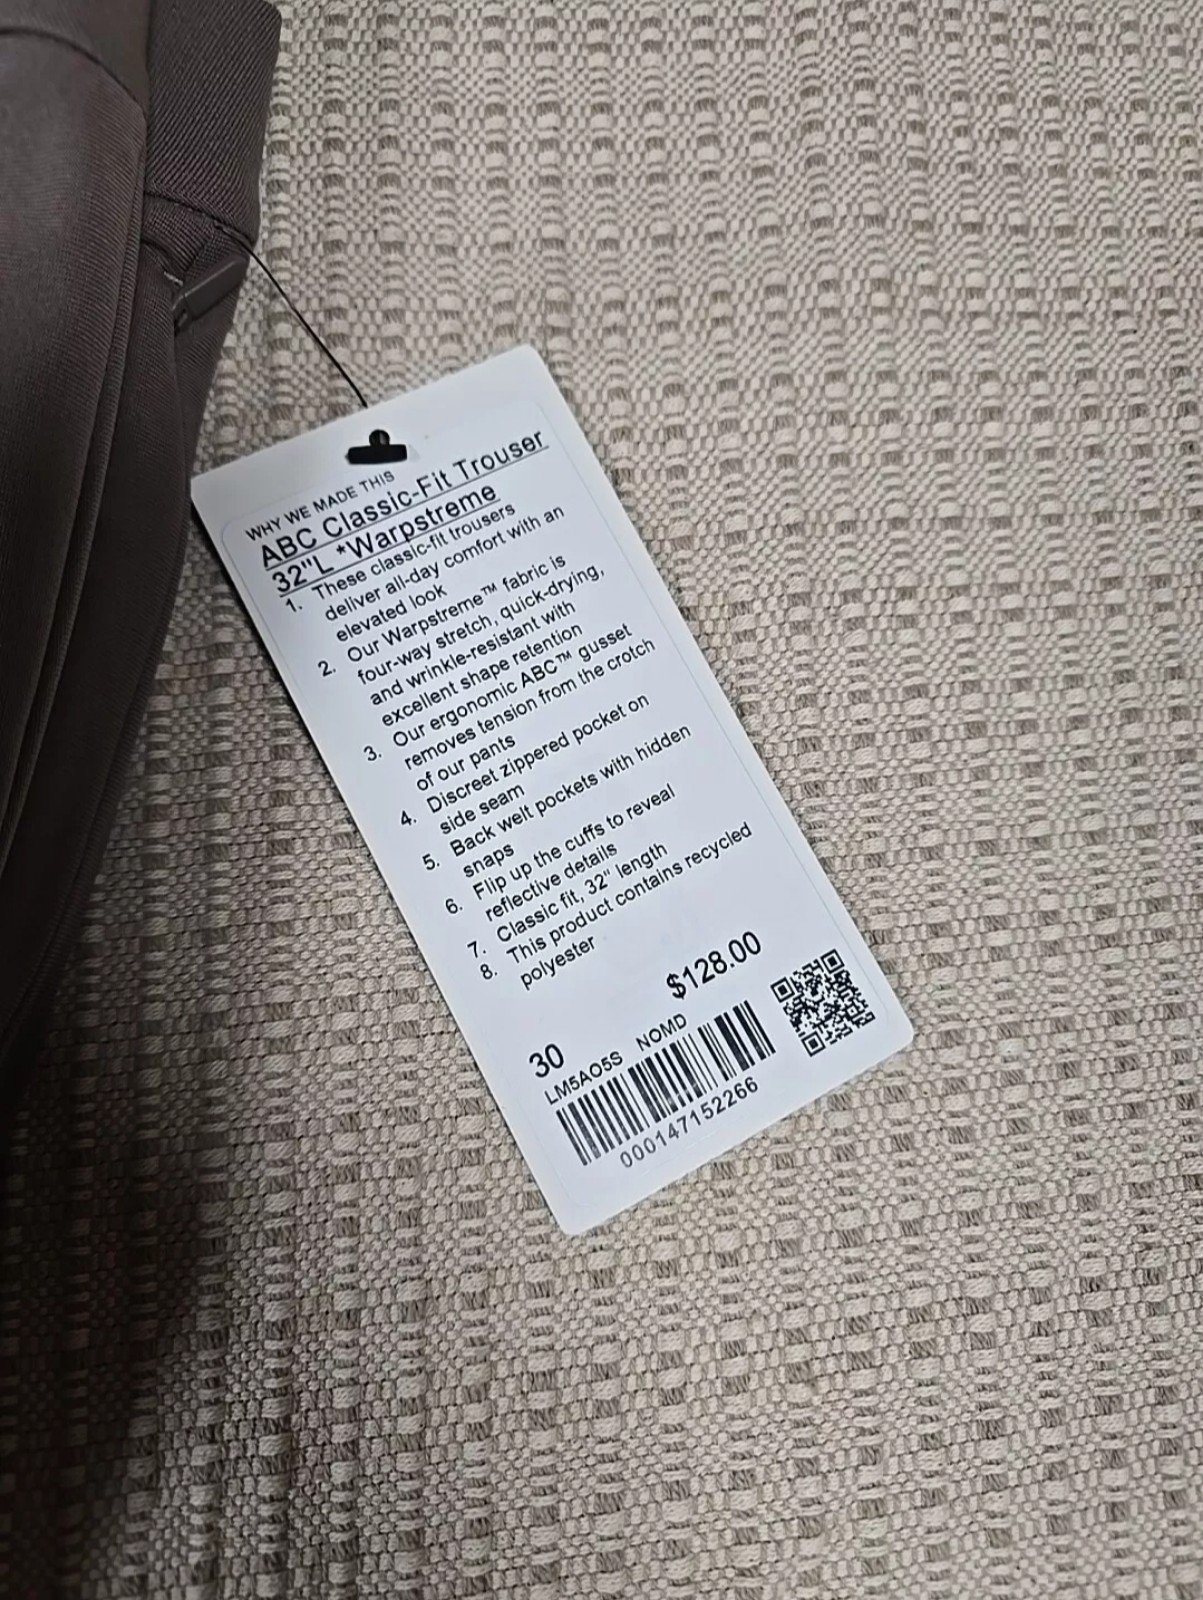 WHY WE MADE THIS
ABC Classic-Fit Trouser
32"L *Warpstreme
1. These classic-fit trousers
deliver all-day comfort with an
elevated look
2. Our Warpstreme™ fabric is
four-way stretch, quick-drying,
and wrinkle-resistant with
excellent shape retention
3. Our ergonomic ABC™ gusset
removes tension from the crotch
of our pants
4. Discreet zippered pocket on
side seam
5. Back welt pockets with hidden
snaps
6. Flip up the cuffs to reveal
reflective details
7. Classic fit, 32" length
8. This product contains recycled
polyester
$128.00
30
LM5AO5S NOMD
000147152266